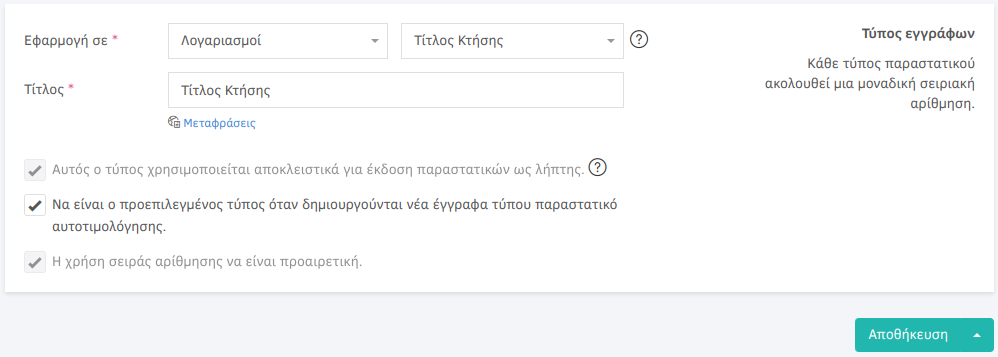 Εφαρμογή σε * Λογαριασμοί Τίτλος Κτήσης ?
Τίτλος * Τίτλος Κτήσης
Μεταφράσεις
Αυτός ο τύπος χρησιμοποιείται αποκλειστικά για έκδοση παραστατικών ως λήπτης. ?
Να είναι ο προεπιλεγμένος τύπος όταν δημιουργούνται νέα έγγραφα τύπου παραστατικό
αυτοτιμολόγησης.
Η χρήση σειράς αρίθμησης να είναι προαιρετική.
Τύπος εγγράφων
Κάθε τύπος παραστατικού
ακολουθεί μια μοναδική σειριακή
αρίθμηση.
Αποθήκευση